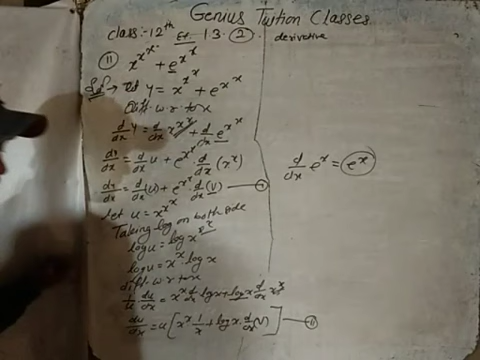 Genius Tuition Classes
class:- 12th Ex 13.2
derivative
(11) x^x^x + e^x^x
Sol → Let y = x^x^x + e^x^x
Diff. w.r. to x
d/dx y = d/dx x^x^x + d/dx e^x^x
dy/dx = d/dx u + e^x^x d/dx (x^x)
d/dx e^x = e^x
dy/dx = d/dx (u) + e^x^x . d/dx (v)
let u = x^x^x
Taking log on both side
log u = log x^x^x
log u = x^x . log x
diff w.r to x
1/u du/dx = x^x d/dx log x + log x d/dx x^x
du/dx = u [ x^x 1/x + log x . d/dx (v) ] — (11)